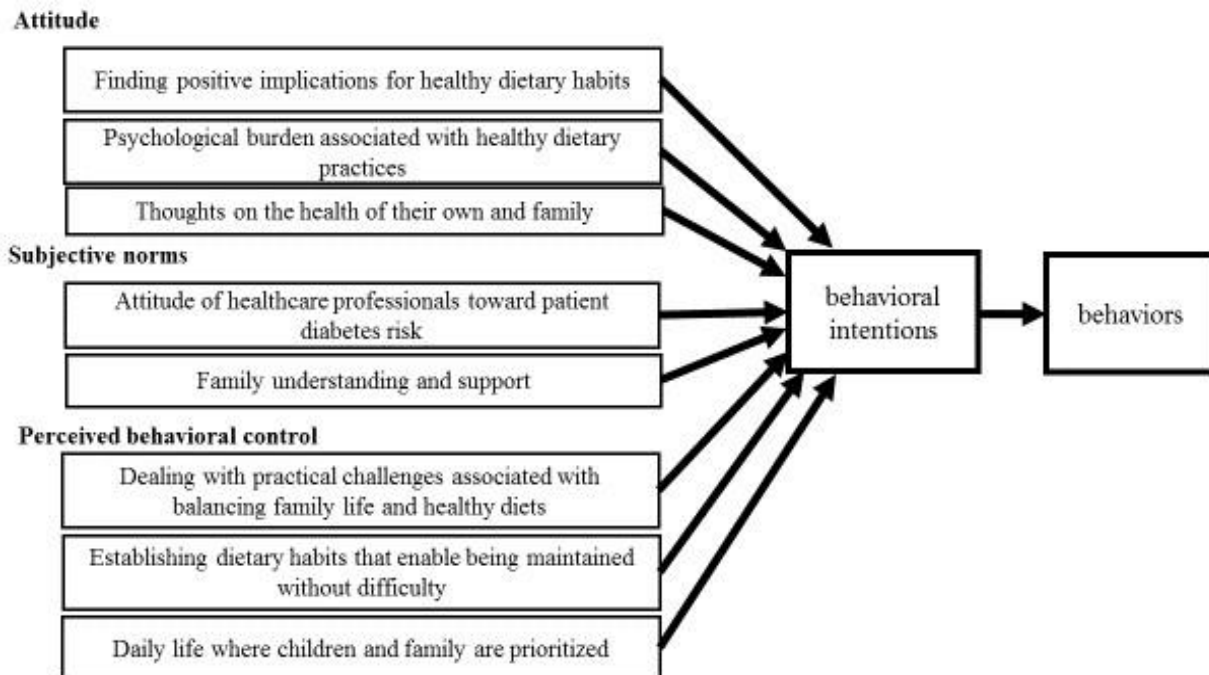 Attitude
Finding positive implications for healthy dietary habits
Psychological burden associated with healthy dietary
practices
Thoughts on the health of their own and family
Subjective norms
Attitude of healthcare professionals toward patient
diabetes risk
Family understanding and support
behavioral
intentions
behaviors
Perceived behavioral control
Dealing with practical challenges associated with
balancing family life and healthy diets
Establishing dietary habits that enable being maintained
without difficulty
Daily life where children and family are prioritized